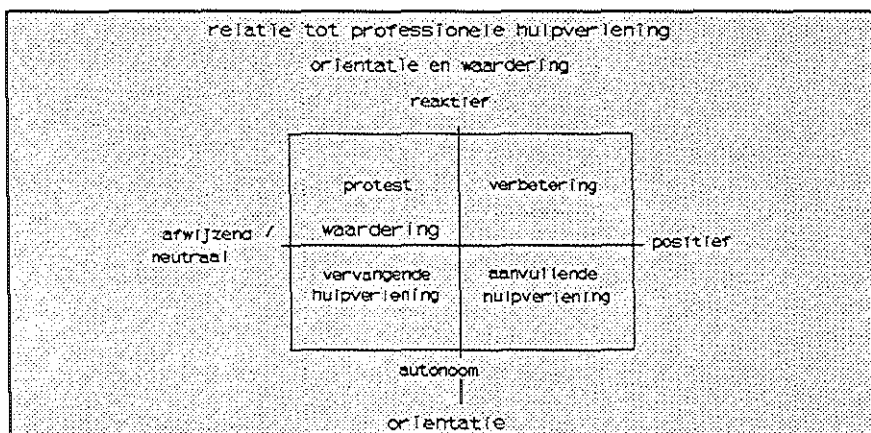 relatie tot professionele hulpverlening
orientatie en waardering
reaktief
protest verbetering
afwijzend / waardering positief
neutraal
vervangende aanvullende
hulpverlening hulpverlening
autonoom
orientatie